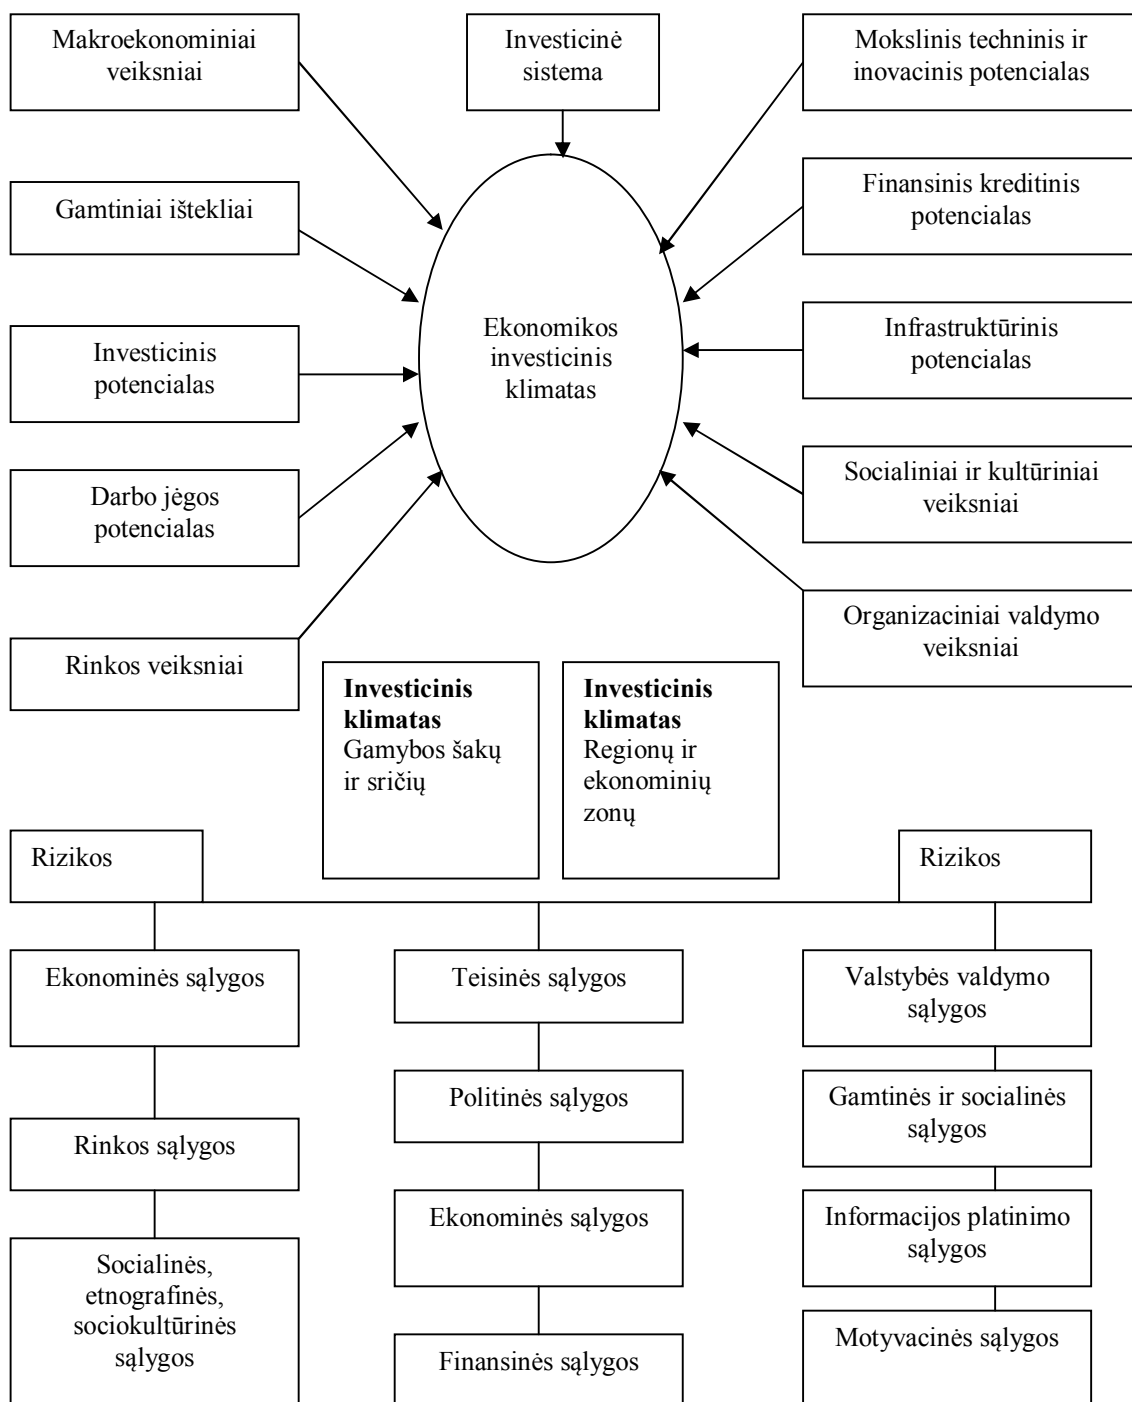 Makroekonominiai
veiksniai
Investicinė
sistema
Mokslinis techninis ir
inovacinis potencialas
Gamtiniai ištekliai
Finansinis kreditinis
potencialas
Ekonomikos
investicinis
klimatas
Investicinis
potencialas
Infrastruktūrinis
potencialas
Darbo jėgos
potencialas
Socialiniai ir kultūriniai
veiksniai
Rinkos veiksniai
Organizaciniai valdymo
veiksniai
Investicinis
klimatas
Gamybos šakų
ir sričių
Investicinis
klimatas
Regionų ir
ekonominių
zonų
Rizikos
Rizikos
Ekonominės sąlygos
Teisinės sąlygos
Valstybės valdymo
sąlygos
Politinės sąlygos
Gamtinės ir socialinės
sąlygos
Rinkos sąlygos
Ekonominės sąlygos
Informacijos platinimo
sąlygos
Socialinės,
etnografinės,
sociokultūrinės
sąlygos
Finansinės sąlygos
Motyvacinės sąlygos